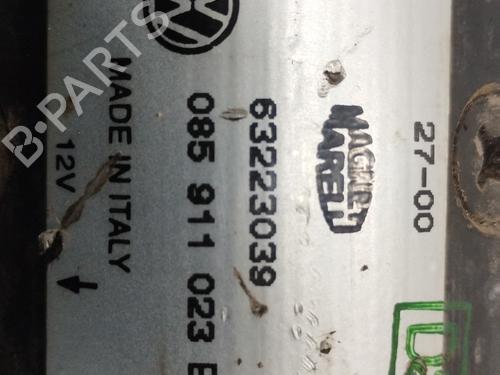 27-00
MAGNETI
MARELLI
63223039
085 911 023 B
MADE IN ITALY
12V
B-PARTS